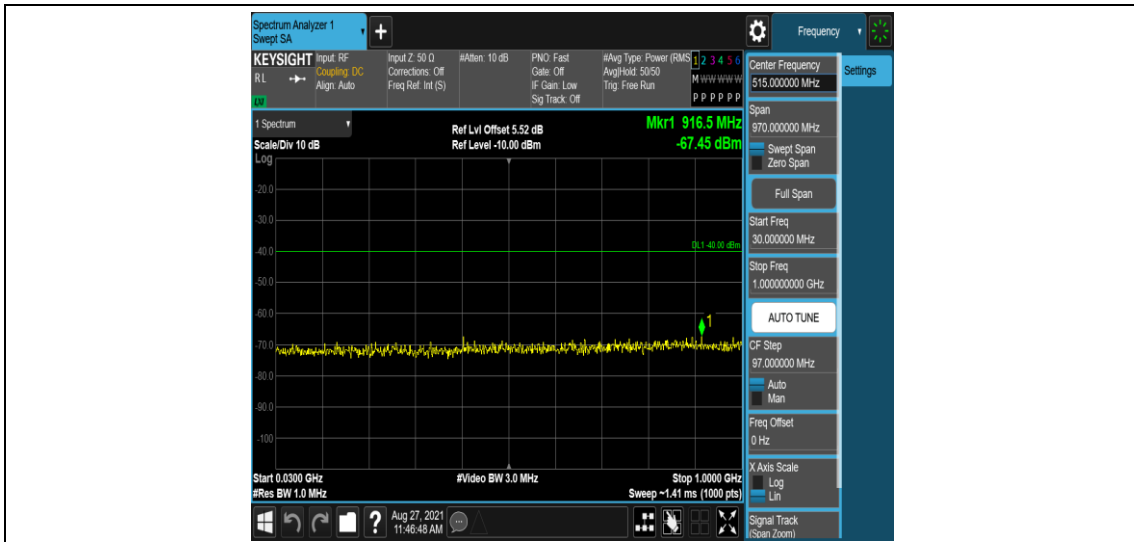 Spectrum Analyzer 1
Swept SA
+
Frequency
KEYSIGHT
RL
LM
Input: RF
Coupling: DC
Align: Auto
Input Z: 50 Ω
Corrections: Off
Freq Ref: Int (S)
#Atten: 10 dB
PNO: Fast
Gate: Off
IF Gain: Low
Sig Track: Off
#Avg Type: Power (RMS
Avg|Hold: 50/50
Trig: Free Run
1 2 3 4 5 6
M W W W W W
P P P P P P
1 Spectrum
Scale/Div 10 dB
Ref Lvl Offset 5.52 dB
Ref Level -10.00 dBm
Mkr1 916.5 MHz
-67.45 dBm
Log
-20.0
-30.0
-40.0
DL1 -40.00 dBm
-50.0
-60.0
1
-70.0
-80.0
-90.0
-100
Start 0.0300 GHz
#Res BW 1.0 MHz
#Video BW 3.0 MHz
Stop 1.0000 GHz
Sweep ~1.41 ms (1000 pts)
Aug 27, 2021
11:46:48 AM
?
Center Frequency
515.000000 MHz
Settings
Span
970.000000 MHz
Swept Span
Zero Span
Full Span
Start Freq
30.000000 MHz
Stop Freq
1.000000000 GHz
AUTO TUNE
CF Step
97.000000 MHz
Auto
Man
Freq Offset
0 Hz
X Axis Scale
Log
Lin
Signal Track
(Span Zoom)